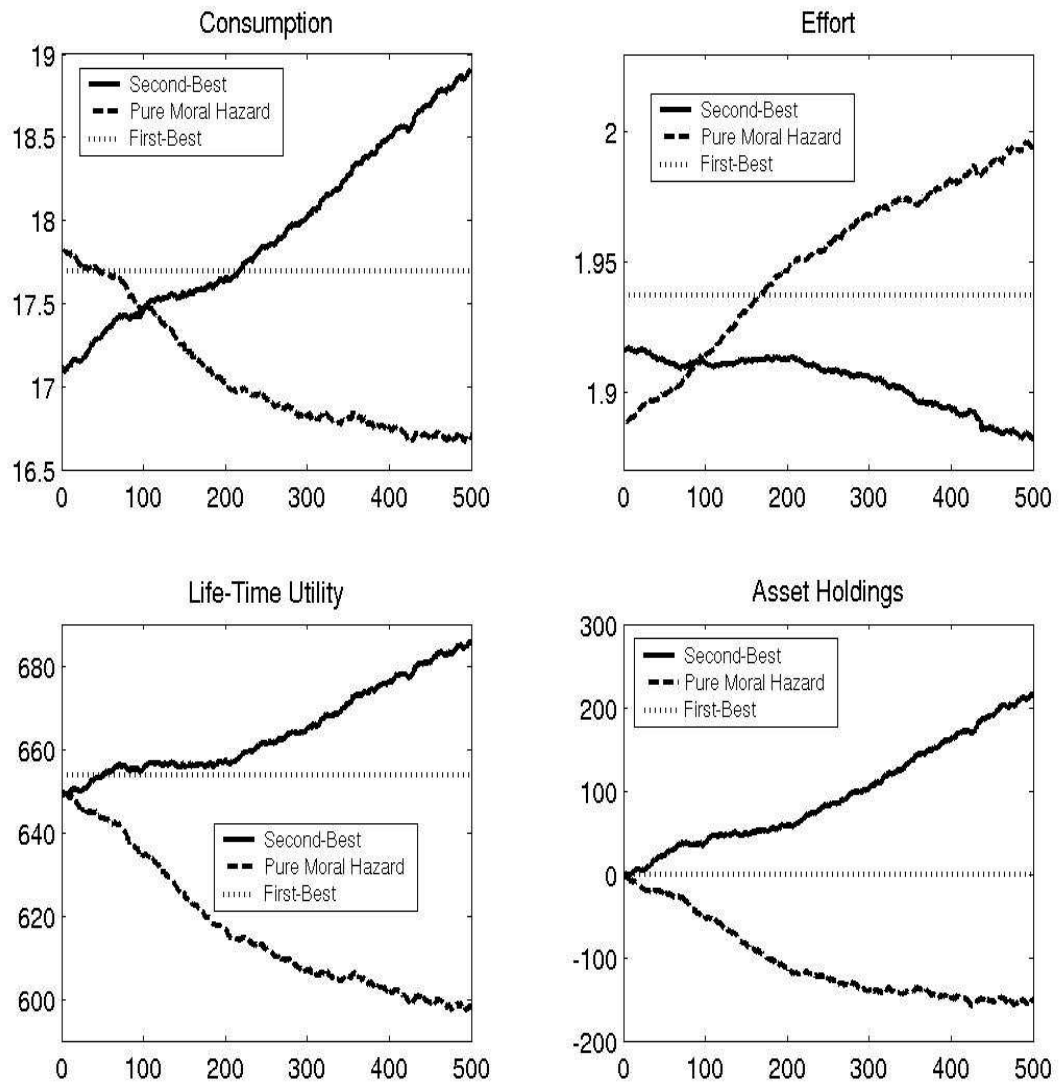 Consumption
19
18.5
18
17.5
17
16.5
0 100 200 300 400 500
Second-Best
Pure Moral Hazard
First-Best
Effort
2
1.95
1.9
0 100 200 300 400 500
Second-Best
Pure Moral Hazard
First-Best
Life-Time Utility
680
660
640
620
600
0 100 200 300 400 500
Second-Best
Pure Moral Hazard
First-Best
Asset Holdings
300
200
100
0
-100
-200
0 100 200 300 400 500
Second-Best
Pure Moral Hazard
First-Best